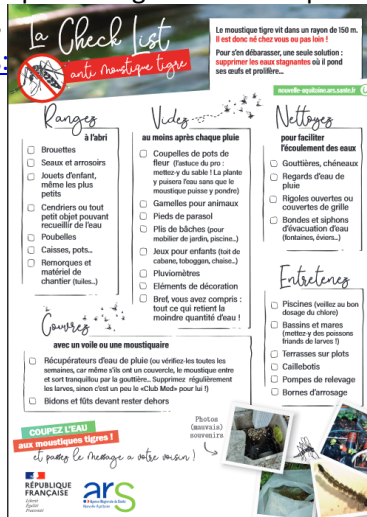 La Check List
anti moustique tigre
Le moustique tigre vit dans un rayon de 150 m.
Il est donc né chez vous ou pas loin !
Pour s'en débarasser, une seule solution :
supprimer les eaux stagnantes où il pond
ses œufs et prolifère...
nouvelle-aquitaine.ars.sante.fr
Rangez
à l'abri
Brouettes
Seaux et arrosoirs
Jouets d'enfant,
même les plus
petits
Cendriers ou tout
petit objet pouvant
recueillir de l'eau
Poubelles
Caisses, pots...
Remorques et
matériel de
chantier (tuiles...)
Videz
au moins après chaque pluie
Coupelles de pots de
fleur (l'astuce du pro :
mettez-y du sable ! La plante
y puisera l'eau sans que le
moustique puisse y pondre)
Gamelles pour animaux
Pieds de parasol
Plis de bâches (pour
mobilier de jardin, piscine...)
Jeux pour enfants (toit de
cabane, toboggan, chaise...)
Pluviomètres
Eléments de décoration
Bref, vous avez compris :
tout ce qui retient la
moindre quantité d'eau !
Nettoyez
pour faciliter
l'écoulement des eaux
Gouttières, chéneaux
Regards d'eau de
pluie
Rigoles ouvertes ou
couvertes de grille
Bondes et siphons
d'évacuation d'eau
(fontaines, éviers...)
Entretenez
Piscines (veillez au bon
dosage du chlore)
Bassins et mares
(mettez-y des poissons
friands de larves !)
Terrasses sur plots
Caillebotis
Pompes de relevage
Bornes d'arrosage
Couvrez
avec un voile ou une moustiquaire
Récupérateurs d'eau de pluie (ou vérifiez-les toutes les
semaines, car même s'ils ont un couvercle, le moustique entre
et sort tranquillou par la gouttière.. Supprimez régulièrement
les larves, sinon c'est un peu le «Club Med» pour lui !)
Bidons et fûts devant rester dehors
COUPEZ L'EAU
aux moustiques tigres !
et passez le message a votre voisin !
Photos
(mauvais)
souvenirs
RÉPUBLIQUE
FRANÇAISE
Liberté
Égalité
Fraternité
ars
Agence Régionale de Santé
Nouvelle-Aquitaine